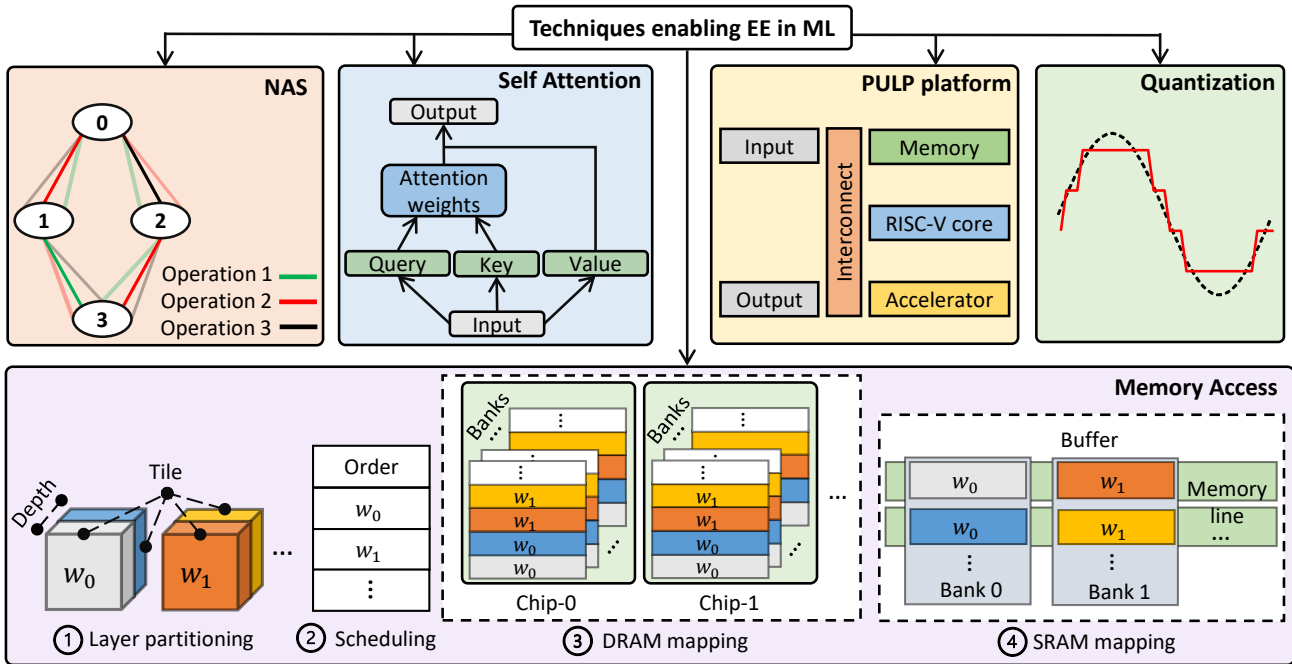 Techniques enabling EE in ML
NAS
0
1
2
3
Operation 1
Operation 2
Operation 3
Self Attention
Output
Attention
weights
Query
Key
Value
Input
PULP platform
Input
Output
Interconnect
Memory
RISC-V core
Accelerator
Quantization
Memory Access
Depth
Tile
w₀
w₁
...
1 Layer partitioning
Order
w₀
w₁
⋮
2 Scheduling
Banks
...
⋮
⋮
w₁
w₁
w₀
w₀
...
Chip-0
Banks
...
⋮
⋮
w₁
w₁
w₀
w₀
...
Chip-1
...
3 DRAM mapping
Buffer
w₀
w₁
Memory
line
w₀
w₁
...
⋮
⋮
Bank 0
Bank 1
4 SRAM mapping